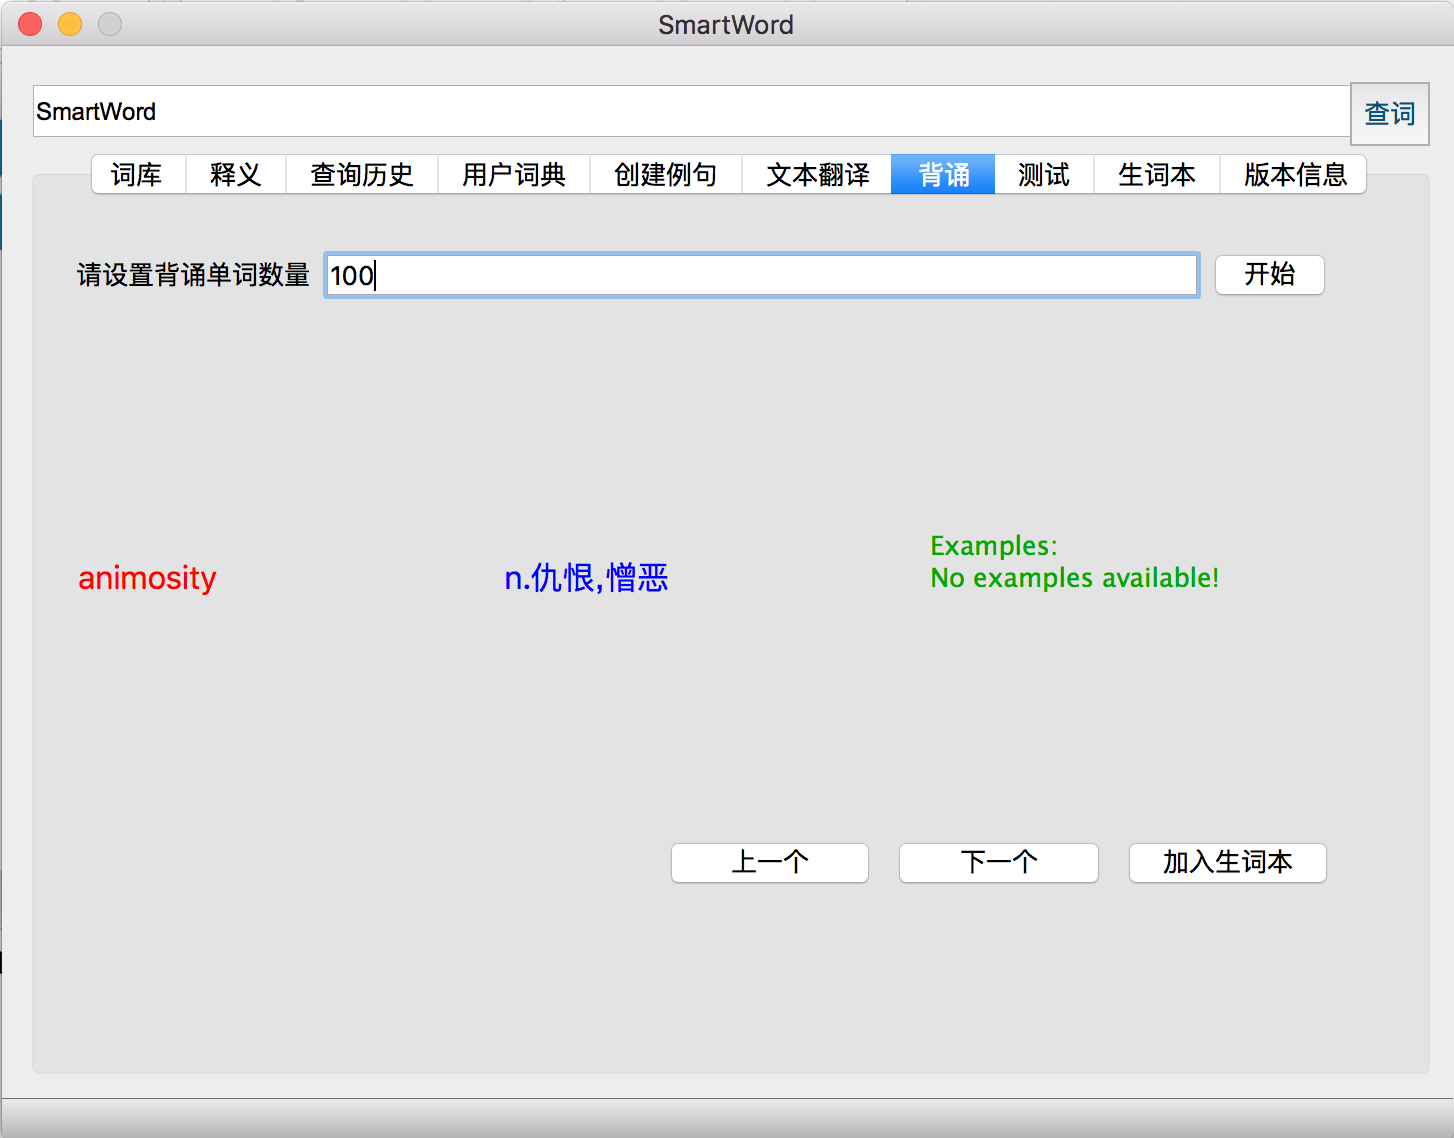 SmartWord
SmartWord
查词
词库 释义 查询历史 用户词典 创建例句 文本翻译 背诵 测试 生词本 版本信息
请设置背诵单词数量 100 开始
Examples:
animosity n.仇恨,憎恶 No examples available!
上一个 下一个 加入生词本